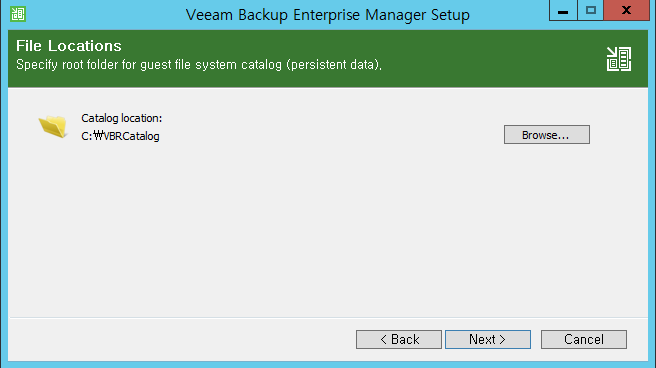 Veeam Backup Enterprise Manager Setup
File Locations
Specify root folder for guest file system catalog (persistent data).
Catalog location:
C:₩VBRCatalog
Browse...
< Back
Next >
Cancel